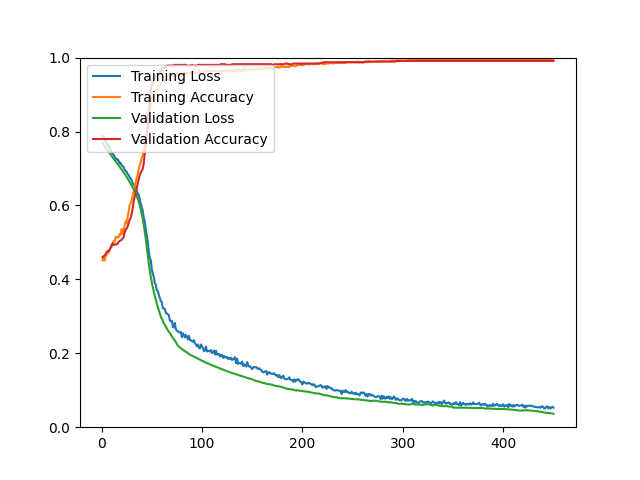 1.0
0.8
0.6
0.4
0.2
0.0
Training Loss
Training Accuracy
Validation Loss
Validation Accuracy
0 100 200 300 400